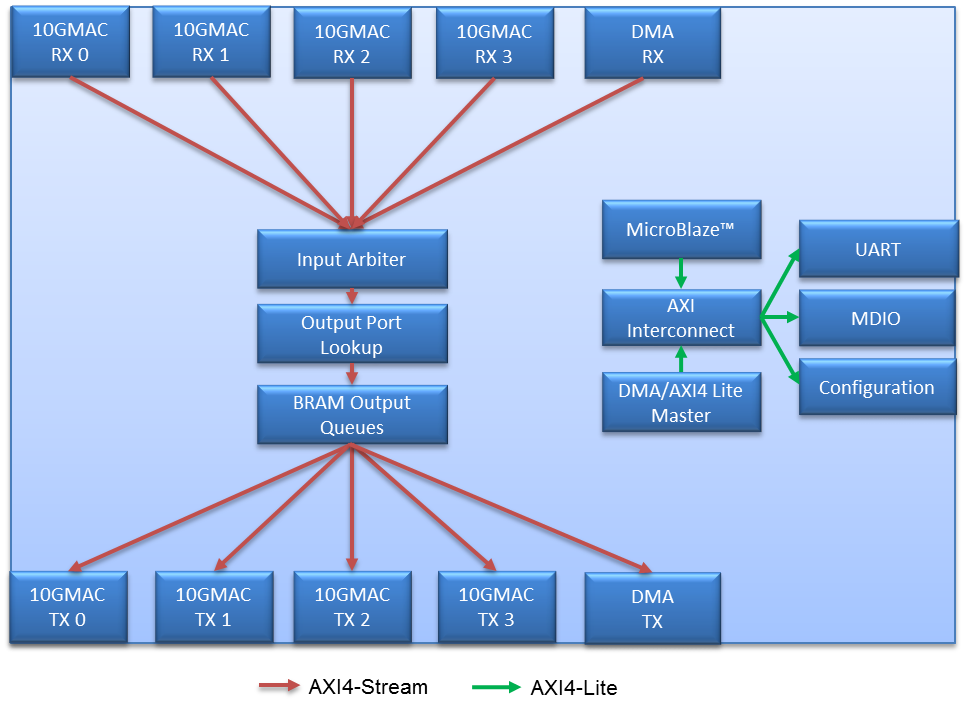 10GMAC
RX 0
10GMAC
RX 1
10GMAC
RX 2
10GMAC
RX 3
DMA
RX
Input Arbiter
Output Port
Lookup
BRAM Output
Queues
MicroBlaze™
AXI
Interconnect
DMA/AXI4 Lite
Master
UART
MDIO
Configuration
10GMAC
TX 0
10GMAC
TX 1
10GMAC
TX 2
10GMAC
TX 3
DMA
TX
AXI4-Stream
AXI4-Lite